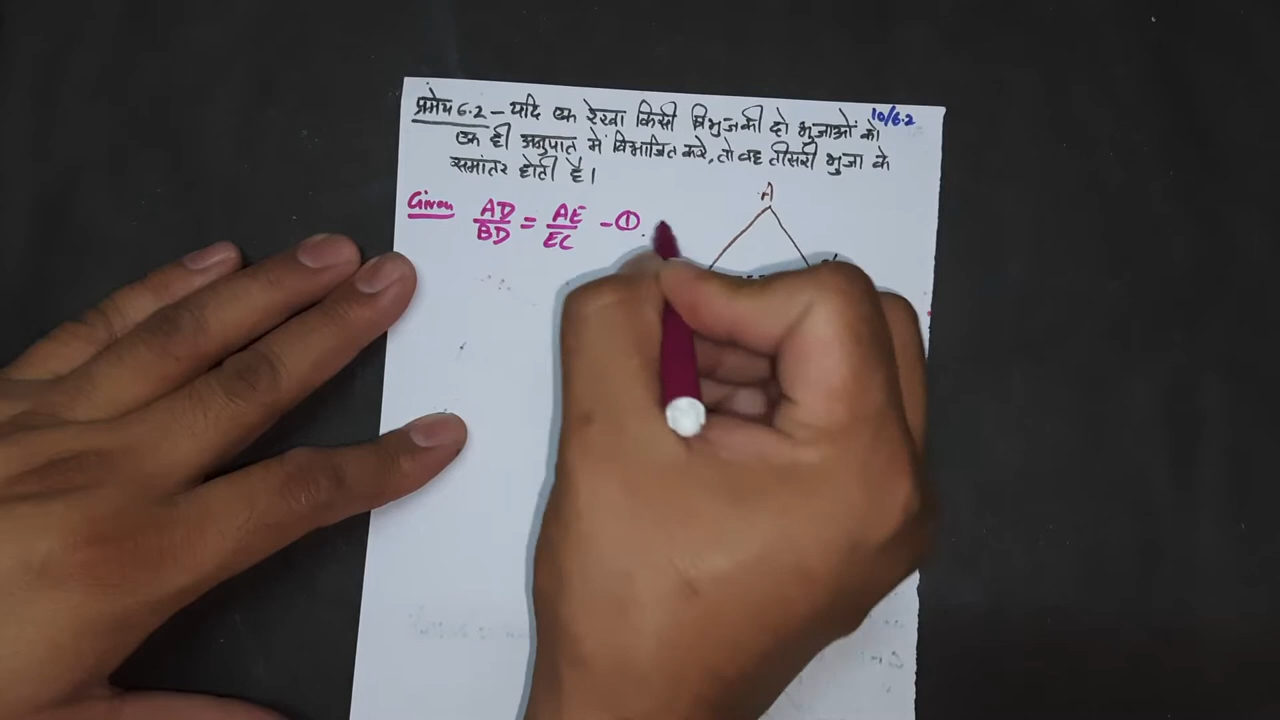 प्रमेय 6.2 - यदि एक रेखा किसी त्रिभुज की दो भुजाओं को 10/6.2
एक ही अनुपात में विभाजित करे, तो वह तीसरी भुजा के
समांतर होती है।
Given AD/BD = AE/EC - ①.
A